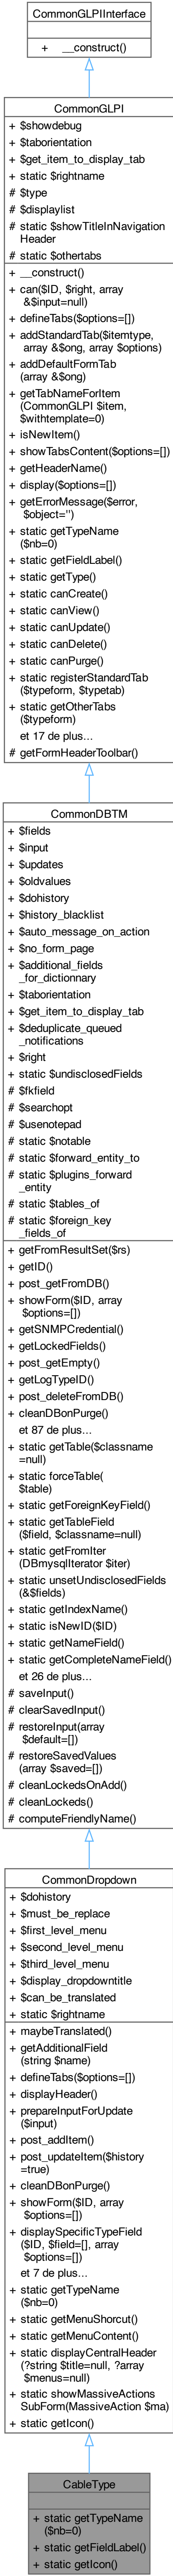 CommonGLPIInterface
+ __construct()
CommonGLPI
+ $showdebug
+ $taborientation
+ $get_item_to_display_tab
+ static $rightname
# $type
# $displaylist
# static $showTitleInNavigation
Header
# static $othertabs
+ __construct()
+ can($ID, $right, array
&$input=null)
+ defineTabs($options=[])
+ addStandardTab($itemtype,
array &$ong, array $options)
+ addDefaultFormTab
(array &$ong)
+ getTabNameForItem
(CommonGLPI $item,
$withtemplate=0)
+ isNewItem()
+ showTabsContent($options=[])
+ getHeaderName()
+ display($options=[])
+ getErrorMessage($error,
$object='')
+ static getTypeName
($nb=0)
+ static getFieldLabel()
+ static getType()
+ static canCreate()
+ static canView()
+ static canUpdate()
+ static canDelete()
+ static canPurge()
+ static registerStandardTab
($typeform, $typetab)
+ static getOtherTabs
($typeform)
et 17 de plus...
# getFormHeaderToolbar()
CommonDBTM
+ $fields
+ $input
+ $updates
+ $oldvalues
+ $dohistory
+ $history_blacklist
+ $auto_message_on_action
+ $no_form_page
+ $additional_fields
_for_dictionnary
+ $taborientation
+ $get_item_to_display_tab
+ $deduplicate_queued
_notifications
+ $right
+ static $undisclosedFields
# $fkfield
# $searchopt
# $usenotepad
# static $notable
# static $forward_entity_to
# static $plugins_forward
_entity
# static $tables_of
# static $foreign_key
_fields_of
+ getFromResultSet($rs)
+ getID()
+ post_getFromDB()
+ showForm($ID, array
$options=[])
+ getSNMPCredential()
+ getLockedFields()
+ post_getEmpty()
+ getLogTypeID()
+ post_deleteFromDB()
+ cleanDBonPurge()
et 87 de plus...
+ static getTable($classname
=null)
+ static forceTable(
$table)
+ static getForeignKeyField()
+ static getTableField
($field, $classname=null)
+ static getFromIter
(DBmysqlIterator $iter)
+ static unsetUndisclosedFields
(&$fields)
+ static getIndexName()
+ static isNewID($ID)
+ static getNameField()
+ static getCompleteNameField()
et 26 de plus...
# saveInput()
# clearSavedInput()
# restoreInput(array
$default=[])
# restoreSavedValues
(array $saved=[])
# cleanLockedsOnAdd()
# cleanLockeds()
# computeFriendlyName()
CommonDropdown
+ $dohistory
+ $must_be_replace
+ $first_level_menu
+ $second_level_menu
+ $third_level_menu
+ $display_dropdowntitle
+ $can_be_translated
+ static $rightname
+ maybeTranslated()
+ getAdditionalField
(string $name)
+ defineTabs($options=[])
+ displayHeader()
+ prepareInputForUpdate
($input)
+ post_addItem()
+ post_updateItem($history
=true)
+ cleanDBonPurge()
+ showForm($ID, array
$options=[])
+ displaySpecificTypeField
($ID, $field=[], array
$options=[])
et 7 de plus...
+ static getTypeName
($nb=0)
+ static getMenuShorcut()
+ static getMenuContent()
+ static displayCentralHeader
(?string $title=null, ?array
$menus=null)
+ static showMassiveActions
SubForm(MassiveAction $ma)
+ static getIcon()
CableType
+ static getTypeName
($nb=0)
+ static getFieldLabel()
+ static getIcon()